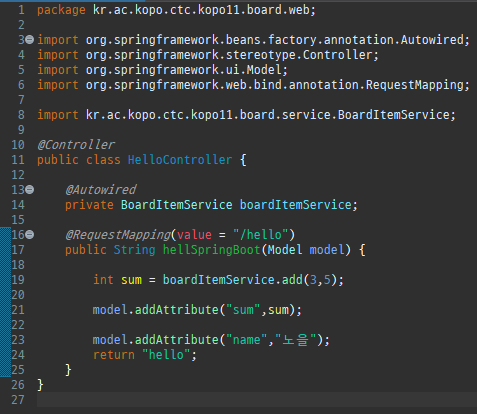 1 package kr.ac.kopo.ctc.kopo11.board.web;
2
3 import org.springframework.beans.factory.annotation.Autowired;
4 import org.springframework.stereotype.Controller;
5 import org.springframework.ui.Model;
6 import org.springframework.web.bind.annotation.RequestMapping;
7
8 import kr.ac.kopo.ctc.kopo11.board.service.BoardItemService;
9
10 @Controller
11 public class HelloController {
12
13 @Autowired
14 private BoardItemService boardItemService;
15
16 @RequestMapping(value = "/hello")
17 public String hellSpringBoot(Model model) {
18
19 int sum = boardItemService.add(3,5);
20
21 model.addAttribute("sum",sum);
22
23 model.addAttribute("name","노을");
24 return "hello";
25 }
26 }
27